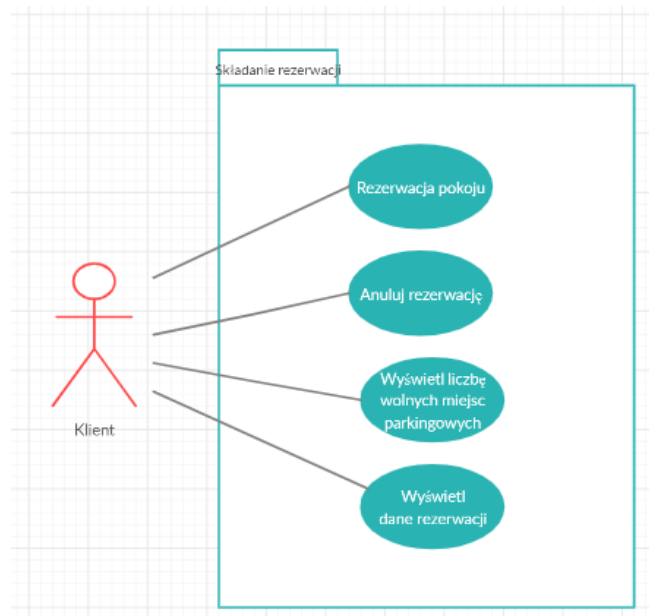 Składanie rezerwacji
Rezerwacja pokoju
Anuluj rezerwację
Wyświetl liczbę
wolnych miejsc
parkingowych
Klient
Wyświetl
dane rezerwacji